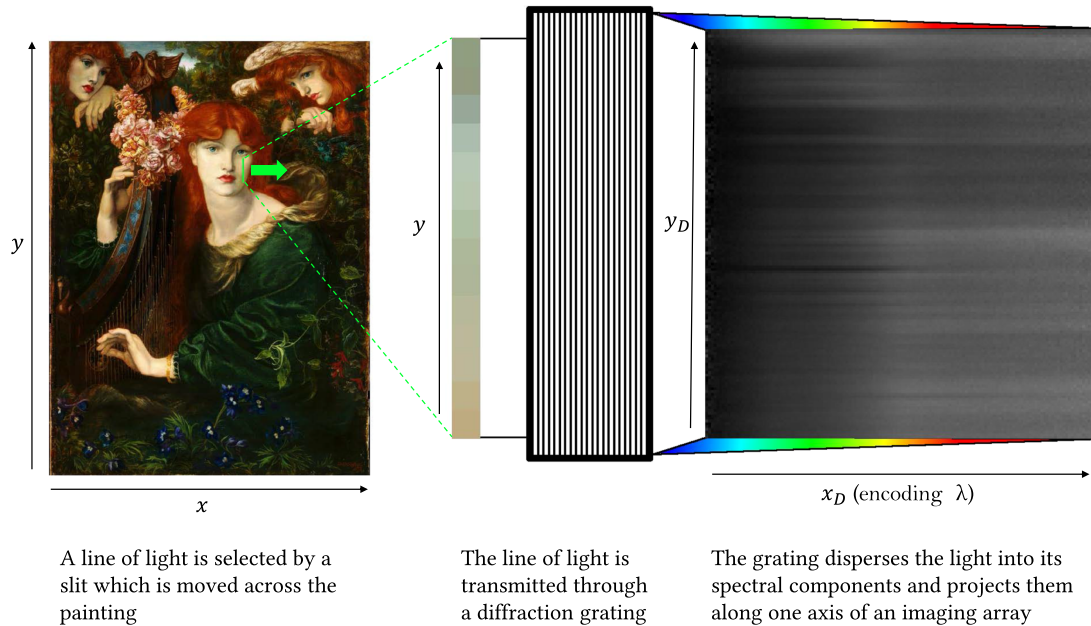 y
x
y
y_D
x_D (encoding λ)
A line of light is selected by a
slit which is moved across the
painting
The line of light is
transmitted through
a diffraction grating
The grating disperses the light into its
spectral components and projects them
along one axis of an imaging array